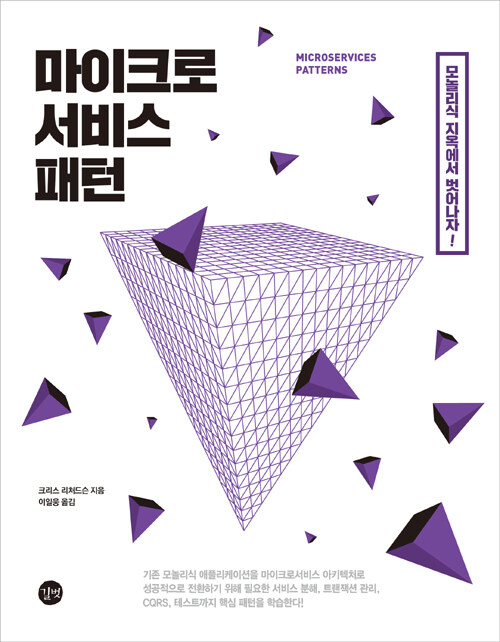 마이크로
서비스
패턴
MICROSERVICES
PATTERNS
모놀리식 지옥에서 벗어나자!
크리스 리처드슨 지음
이일웅 옮김
기존 모놀리식 애플리케이션을 마이크로서비스 아키텍처로
성공적으로 전환하기 위해 필요한 서비스 분해, 트랜잭션 관리,
CQRS, 테스트까지 핵심 패턴을 학습한다!
길벗